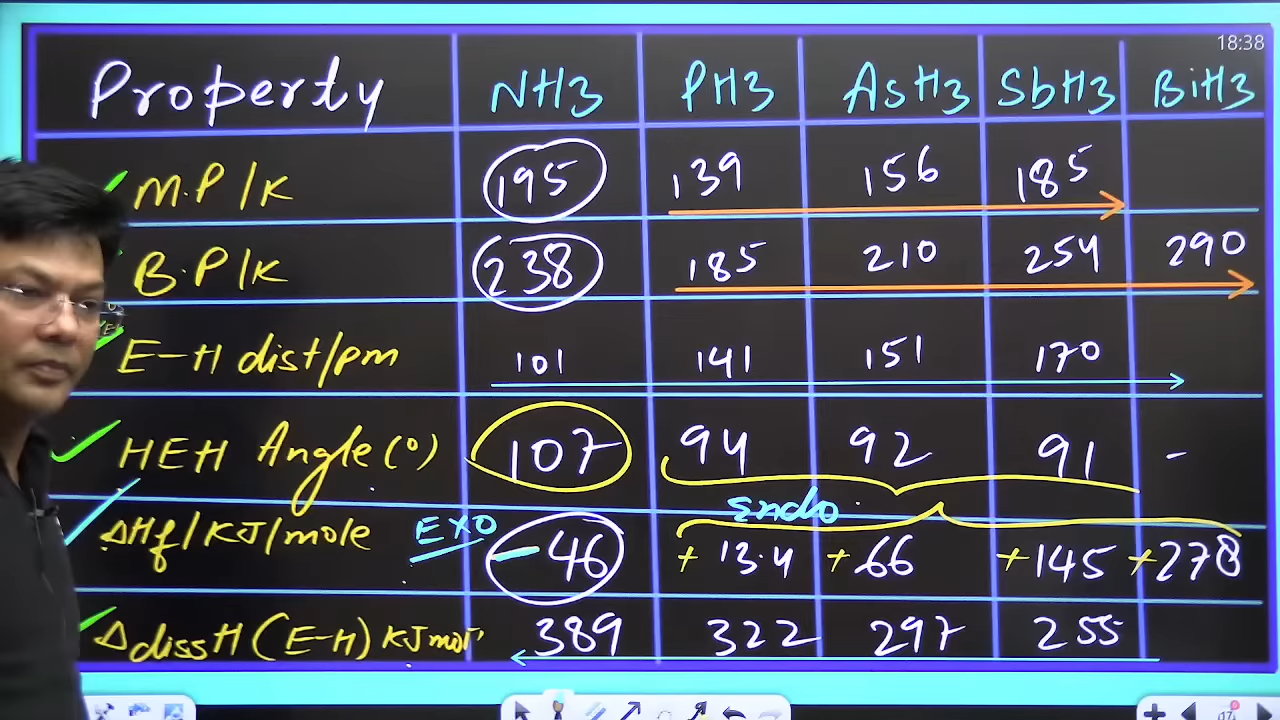 18:38
Property NH3 PH3 AsH3 SbH3 BiH3
M.P/K 195 139 156 185
B.P/K 238 185 210 254 290
E-H dist/pm 101 141 151 170
HEH Angle(°) 107 94 92 91 -
Endo
ΔHf/KJ/mole EXO -46 +13.4 +66 +145 +278
ΔdissH (E-H) KJ mol⁻¹ 389 322 297 255